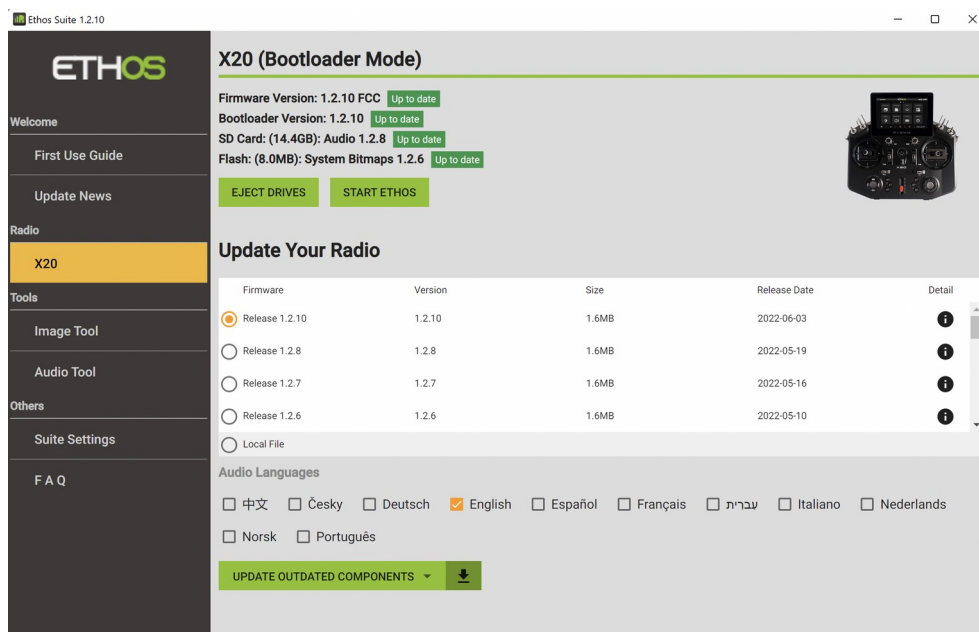 Ethos Suite 1.2.10
ETHOS
Welcome
First Use Guide
Update News
Radio
X20
Tools
Image Tool
Audio Tool
Others
Suite Settings
F A Q
X20 (Bootloader Mode)
Firmware Version: 1.2.10 FCC Up to date
Bootloader Version: 1.2.10 Up to date
SD Card: (14.4GB): Audio 1.2.8 Up to date
Flash: (8.0MB): System Bitmaps 1.2.6 Up to date
EJECT DRIVES START ETHOS
Update Your Radio
Firmware Version Size Release Date Detail
Release 1.2.10 1.2.10 1.6MB 2022-06-03
Release 1.2.8 1.2.8 1.6MB 2022-05-19
Release 1.2.7 1.2.7 1.6MB 2022-05-16
Release 1.2.6 1.2.6 1.6MB 2022-05-10
Local File
Audio Languages
中文 Česky Deutsch English Español Français עברית Italiano Nederlands
Norsk Português
UPDATE OUTDATED COMPONENTS